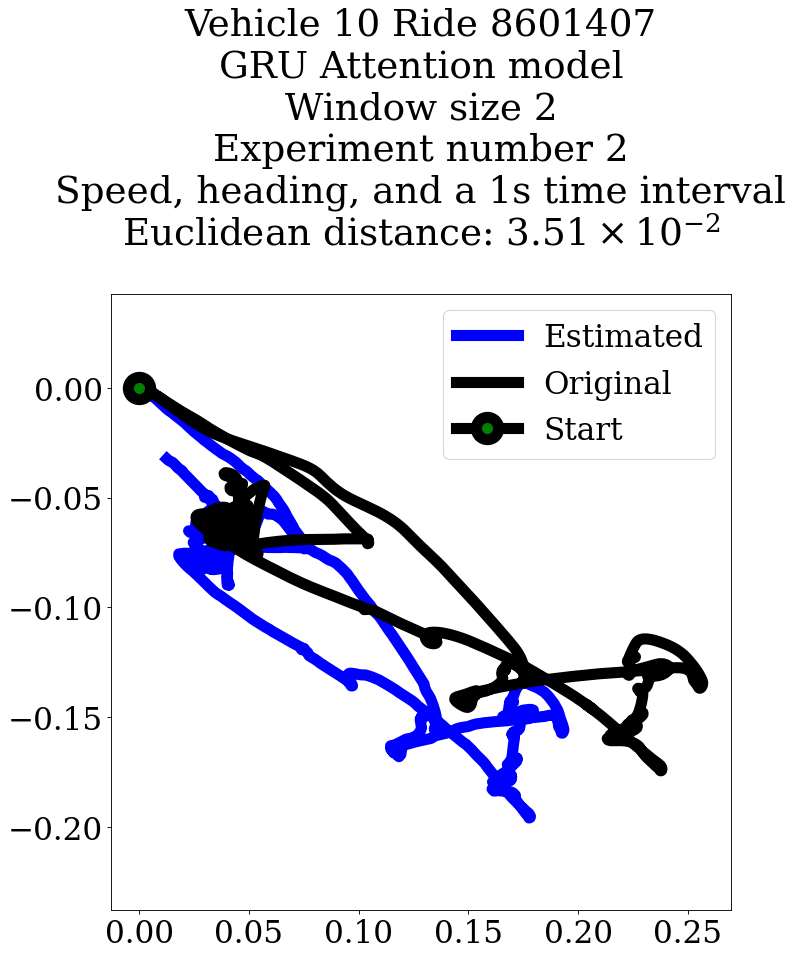 Vehicle 10 Ride 8601407
GRU Attention model
Window size 2
Experiment number 2
Speed, heading, and a 1s time interval
Euclidean distance: 3.51 × 10⁻²
Estimated
Original
Start
0.00
−0.05
−0.10
−0.15
−0.20
0.00 0.05 0.10 0.15 0.20 0.25